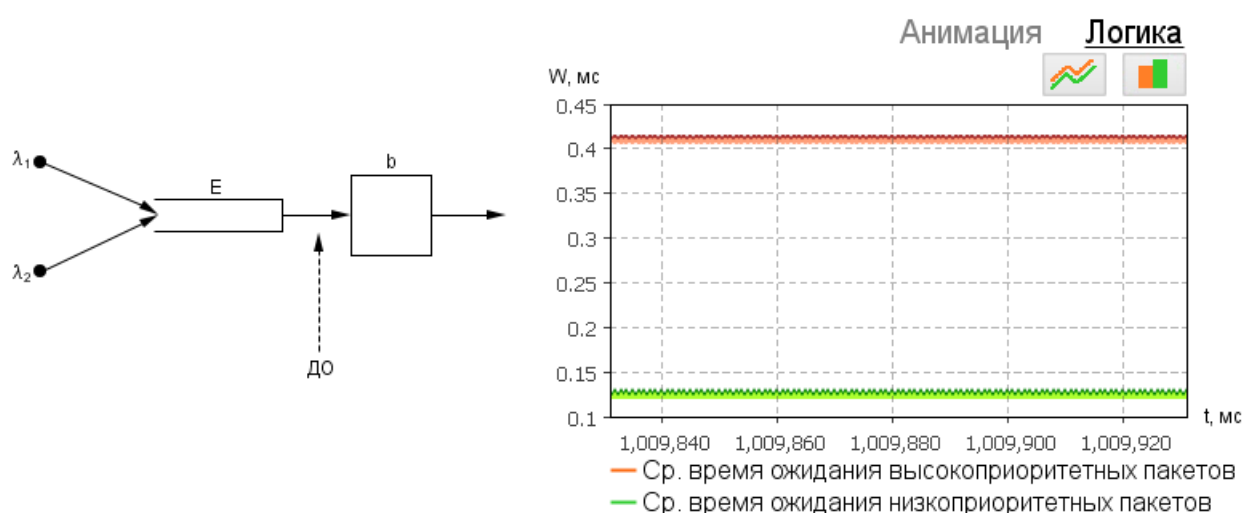 Анимация Логика
W, мс
0.45
0.4
0.35
0.3
0.25
0.2
0.15
0.1
1,009,840 1,009,860 1,009,880 1,009,900 1,009,920
t, мс
Ср. время ожидания высокоприоритетных пакетов
Ср. время ожидания низкоприоритетных пакетов
λ₁
E
b
λ₂
ДО